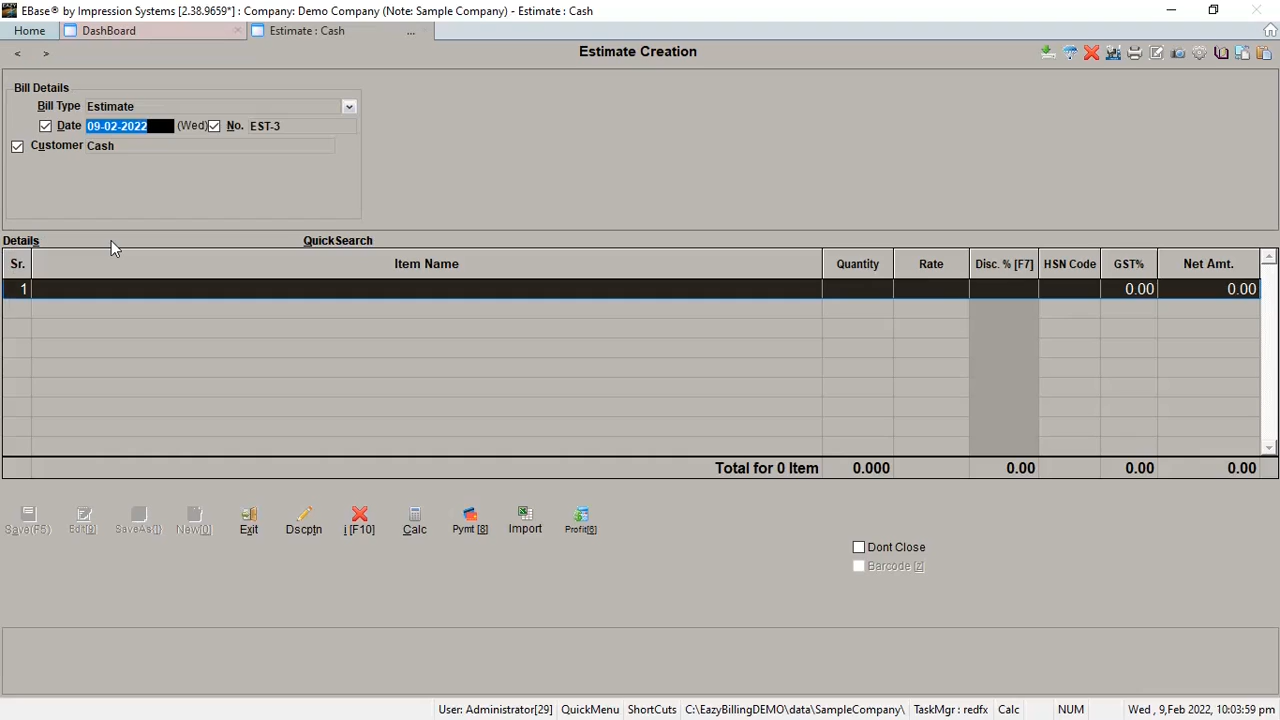 EBase® by Impression Systems [2.38.9659*] : Company: Demo Company (Note: Sample Company) - Estimate : Cash
Home DashBoard Estimate : Cash ...
< > Estimate Creation
Bill Details
Bill Type Estimate
Date 09-02-2022 (Wed) No. EST-3
Customer Cash
Details QuickSearch
Sr. Item Name Quantity Rate Disc. % [F7] HSN Code GST% Net Amt.
1 0.00 0.00
Total for 0 Item 0.000 0.00 0.00 0.00
Save(F5) Edit[9] SaveAs[] New[0] Exit Dscptn i [F10] Calc Pymt [8] Import Profit[6]
Dont Close
Barcode [z]
User: Administrator[29] QuickMenu ShortCuts C:\EazyBillingDEMO\data\SampleCompany\ TaskMgr : redfx Calc NUM Wed , 9,Feb 2022, 10:03:59 pm